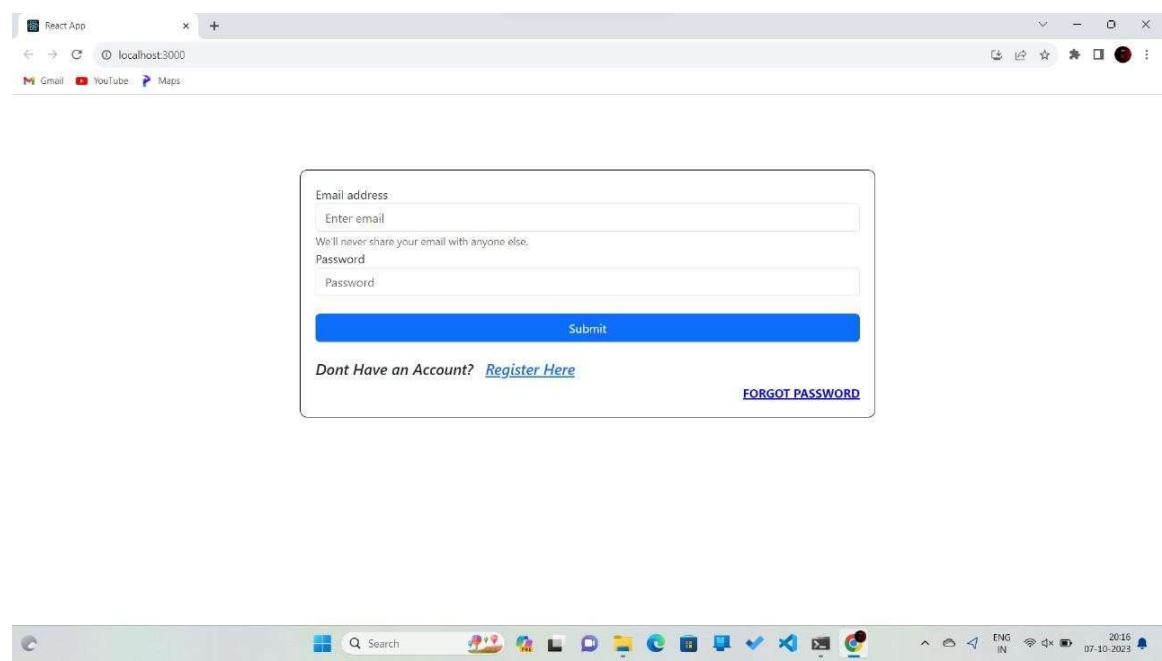 React App
localhost:3000
Gmail YouTube Maps
Email address
Enter email
We'll never share your email with anyone else.
Password
Password
Submit
Dont Have an Account? Register Here
FORGOT PASSWORD
Search
PRE
ENG
IN
20:16
07-10-2023